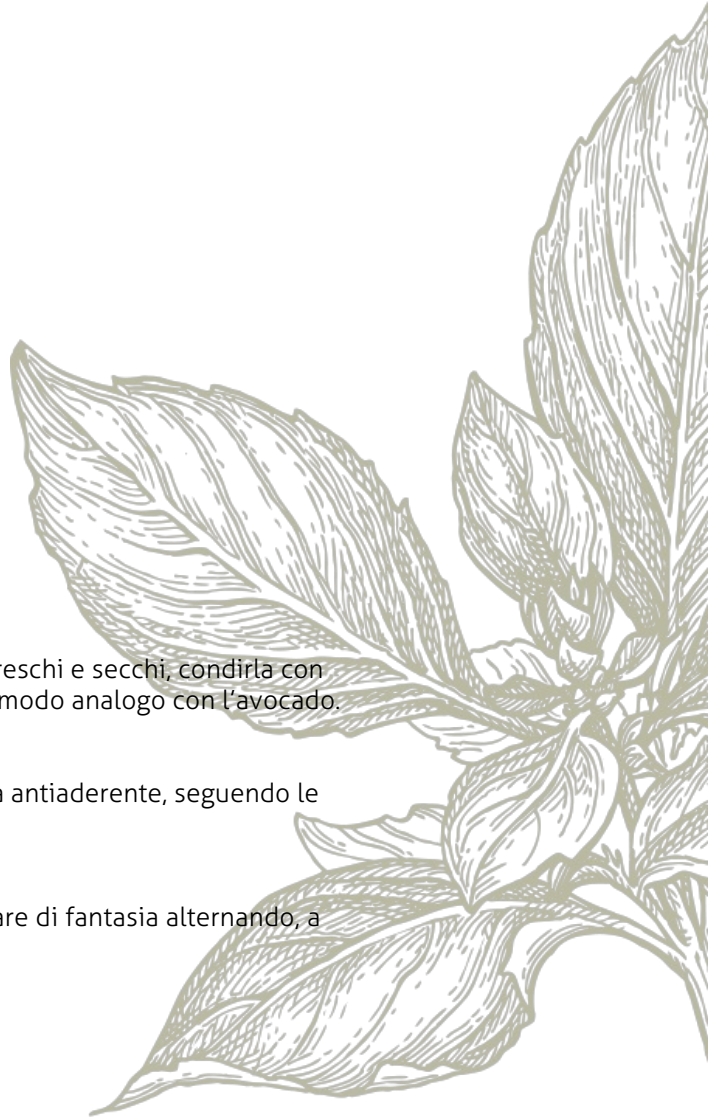 reschi e secchi, condirla con
modo analogo con l'avocado.
a antiaderente, seguendo le
are di fantasia alternando, a